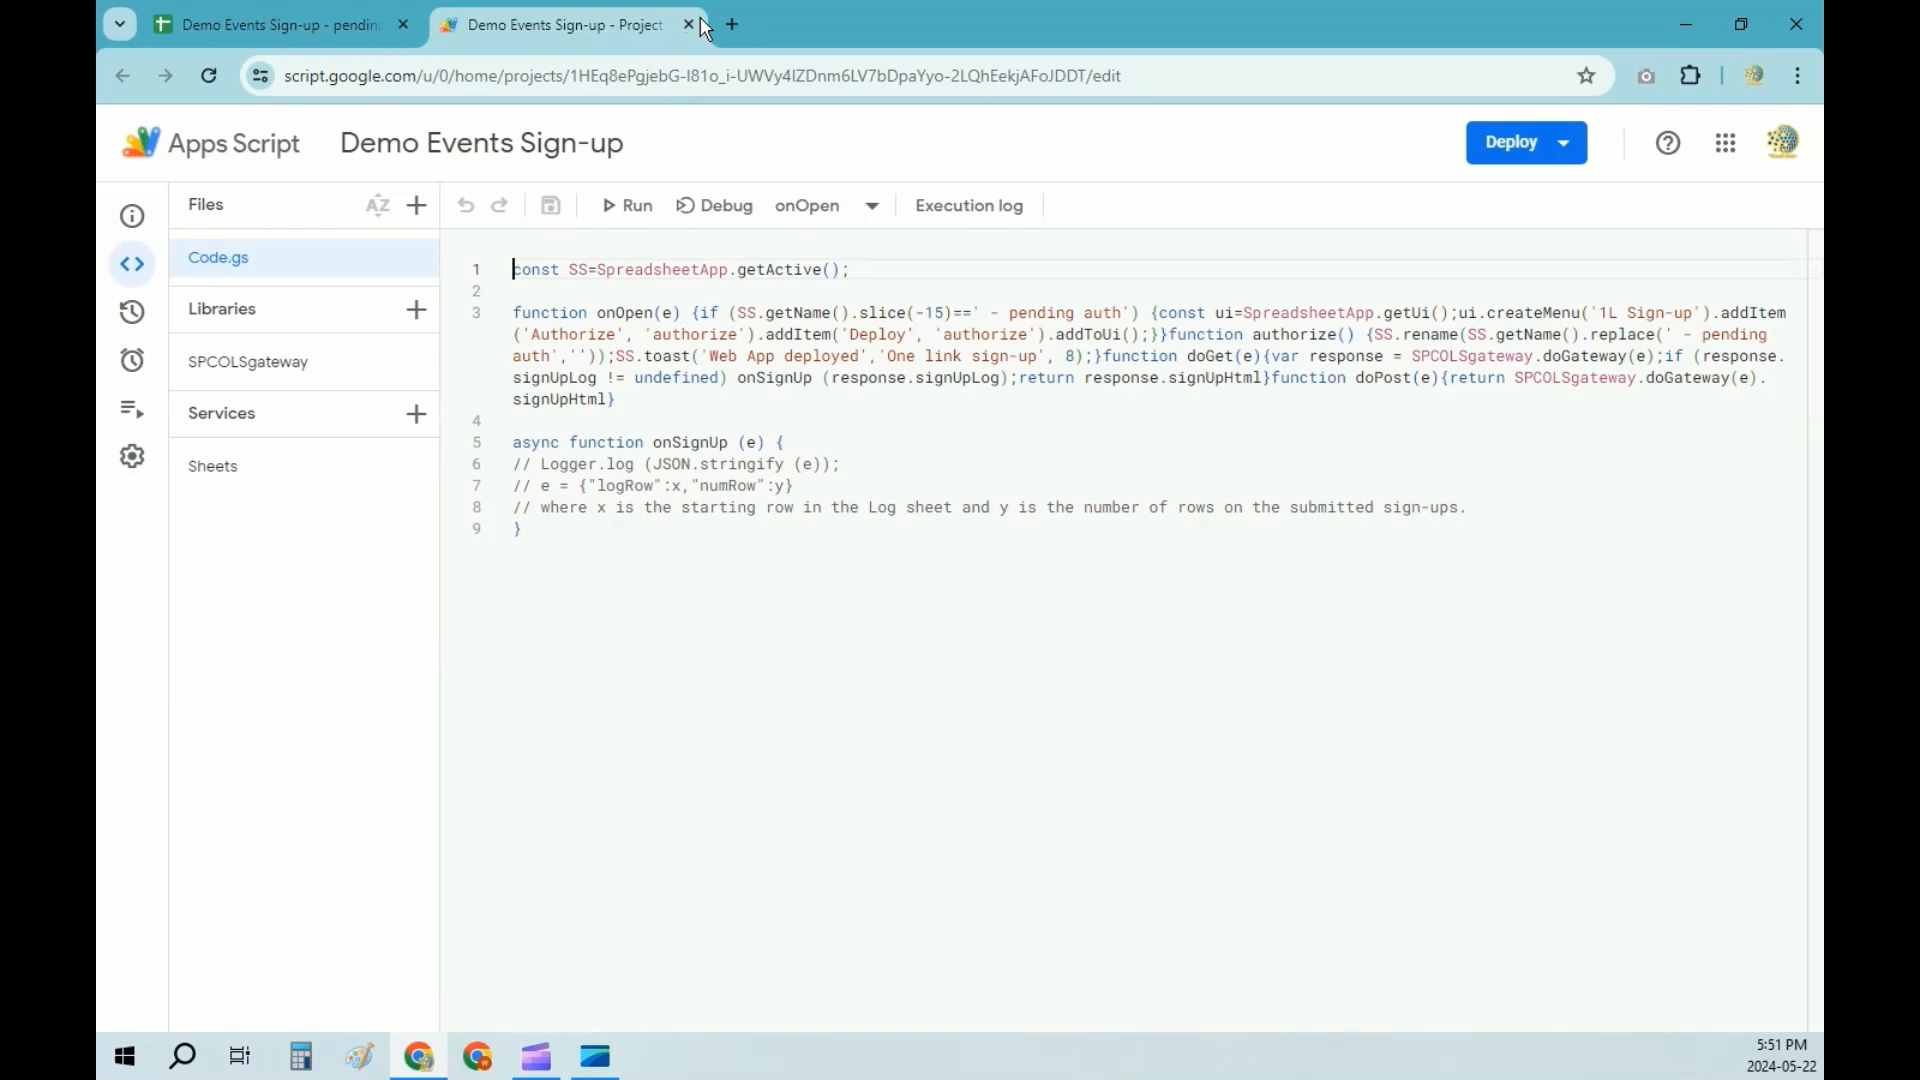 Demo Events Sign-up - pendin
Demo Events Sign-up - Project
script.google.com/u/0/home/projects/1HEq8ePgjebG-I81o_i-UWVy4IZDnm6LV7bDpaYyo-2LQhEekjAFoJDDT/edit
Apps Script
Demo Events Sign-up
Deploy
Files
AZ
Run
Debug
onOpen
Execution log
Code.gs
Libraries
SPCOLSgateway
Services
Sheets
1 const SS=SpreadsheetApp.getActive();
2
3 function onOpen(e) {if (SS.getName().slice(-15)==' - pending auth') {const ui=SpreadsheetApp.getUi();ui.createMenu('1L Sign-up').addItem
('Authorize', 'authorize').addItem('Deploy', 'authorize').addToUi();}}function authorize() {SS.rename(SS.getName().replace(' - pending
auth',''));SS.toast('Web App deployed','One link sign-up', 8);}function doGet(e){var response = SPCOLSgateway.doGateway(e);if (response.
signUpLog != undefined) onSignUp (response.signUpLog);return response.signUpHtml}function doPost(e){return SPCOLSgateway.doGateway(e).
signUpHtml}
4
5 async function onSignUp (e) {
6 // Logger.log (JSON.stringify (e));
7 // e = {"logRow":x,"numRow":y}
8 // where x is the starting row in the Log sheet and y is the number of rows on the submitted sign-ups.
9 }
5:51 PM
2024-05-22